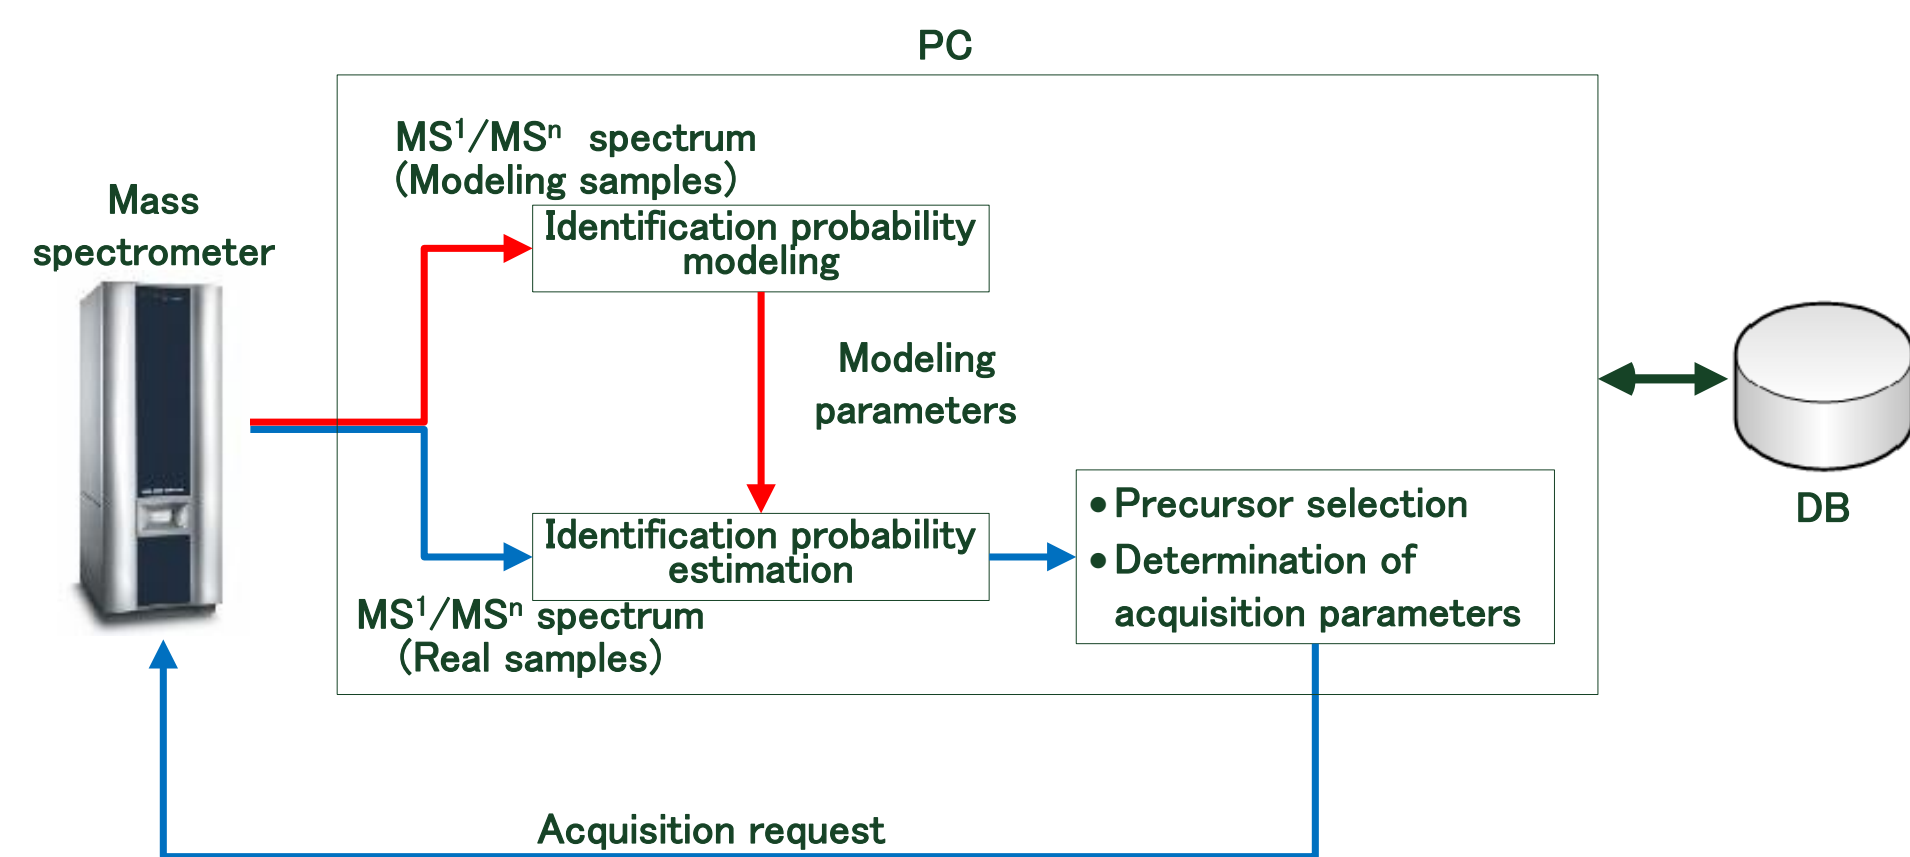 PC
MS¹/MSⁿ spectrum
(Modeling samples)
Mass
spectrometer
Identification probability
modeling
Modeling
parameters
Identification probability
estimation
MS¹/MSⁿ spectrum
(Real samples)
• Precursor selection
• Determination of
acquisition parameters
DB
Acquisition request